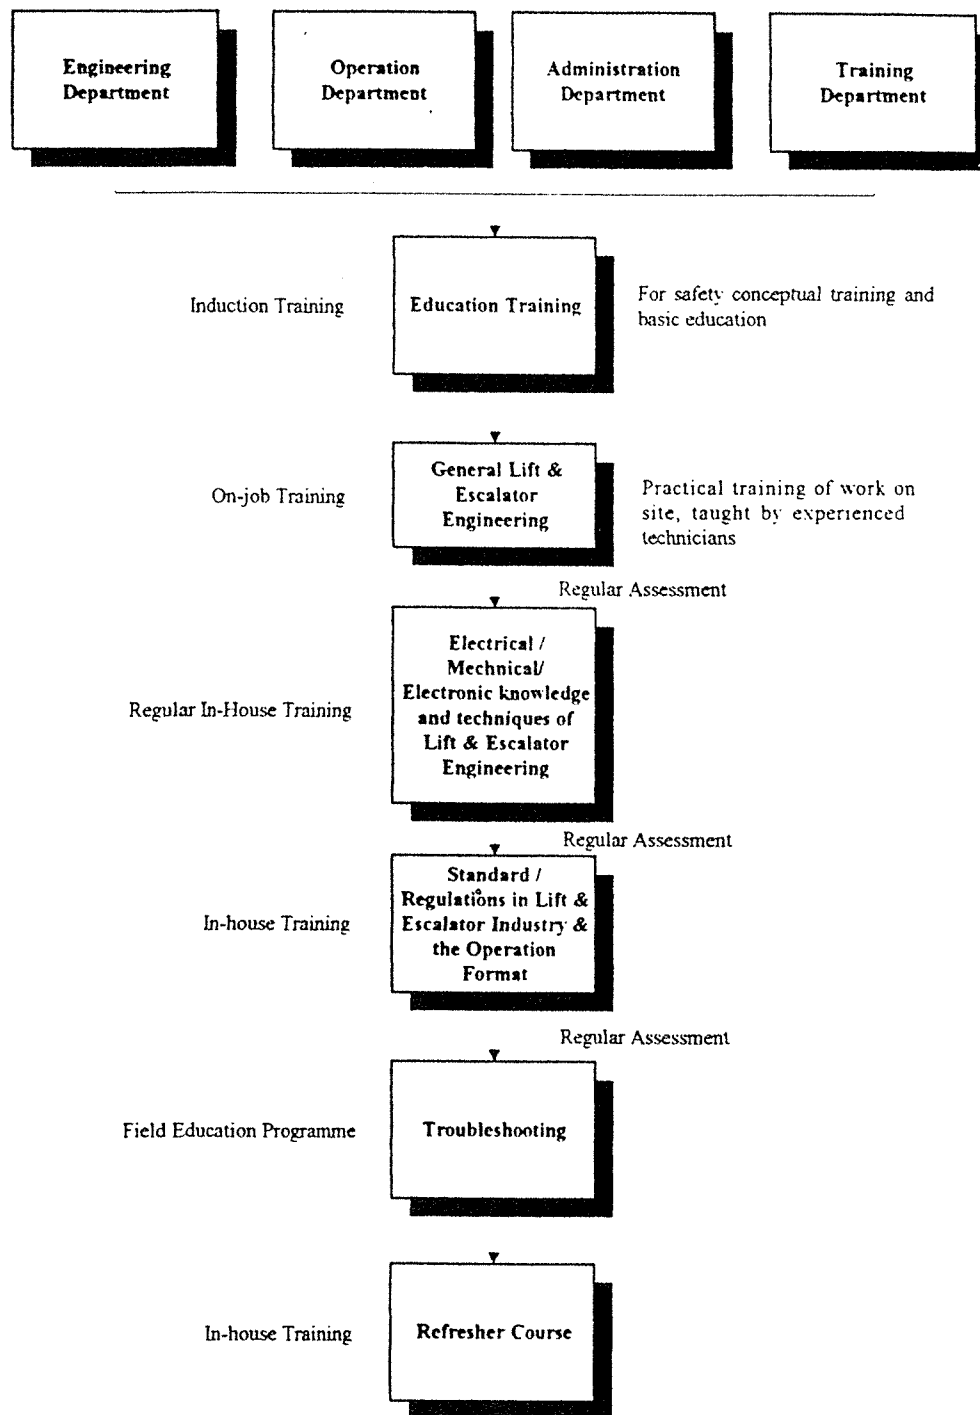 Engineering
Department
Operation
Department
Administration
Department
Training
Department
Induction Training
Education Training
For safety conceptual training and
basic education
On-job Training
General Lift &
Escalator
Engineering
Practical training of work on
site, taught by experienced
technicians
Regular Assessment
Regular In-House Training
Electrical /
Mechnical/
Electronic knowledge
and techniques of
Lift & Escalator
Engineering
Regular Assessment
In-house Training
Standard /
Regulations in Lift &
Escalator Industry &
the Operation
Format
Regular Assessment
Field Education Programme
Troubleshooting
In-house Training
Refresher Course